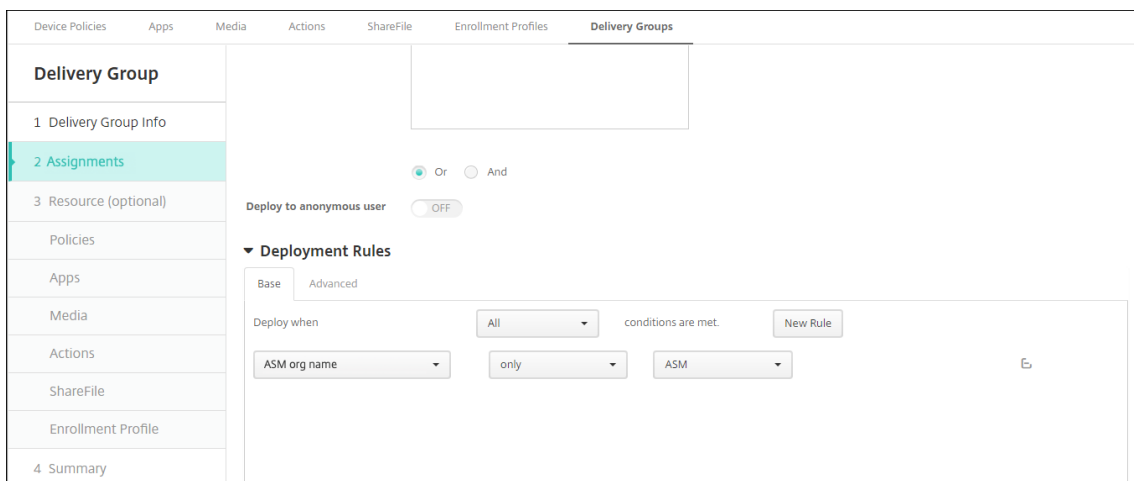 Device Policies Apps Media Actions ShareFile Enrollment Profiles Delivery Groups
Delivery Group
1 Delivery Group Info
2 Assignments
3 Resource (optional)
Policies
Apps
Media
Actions
ShareFile
Enrollment Profile
4 Summary
Or And
Deploy to anonymous user OFF
Deployment Rules
Base Advanced
Deploy when All conditions are met. New Rule
ASM org name only ASM